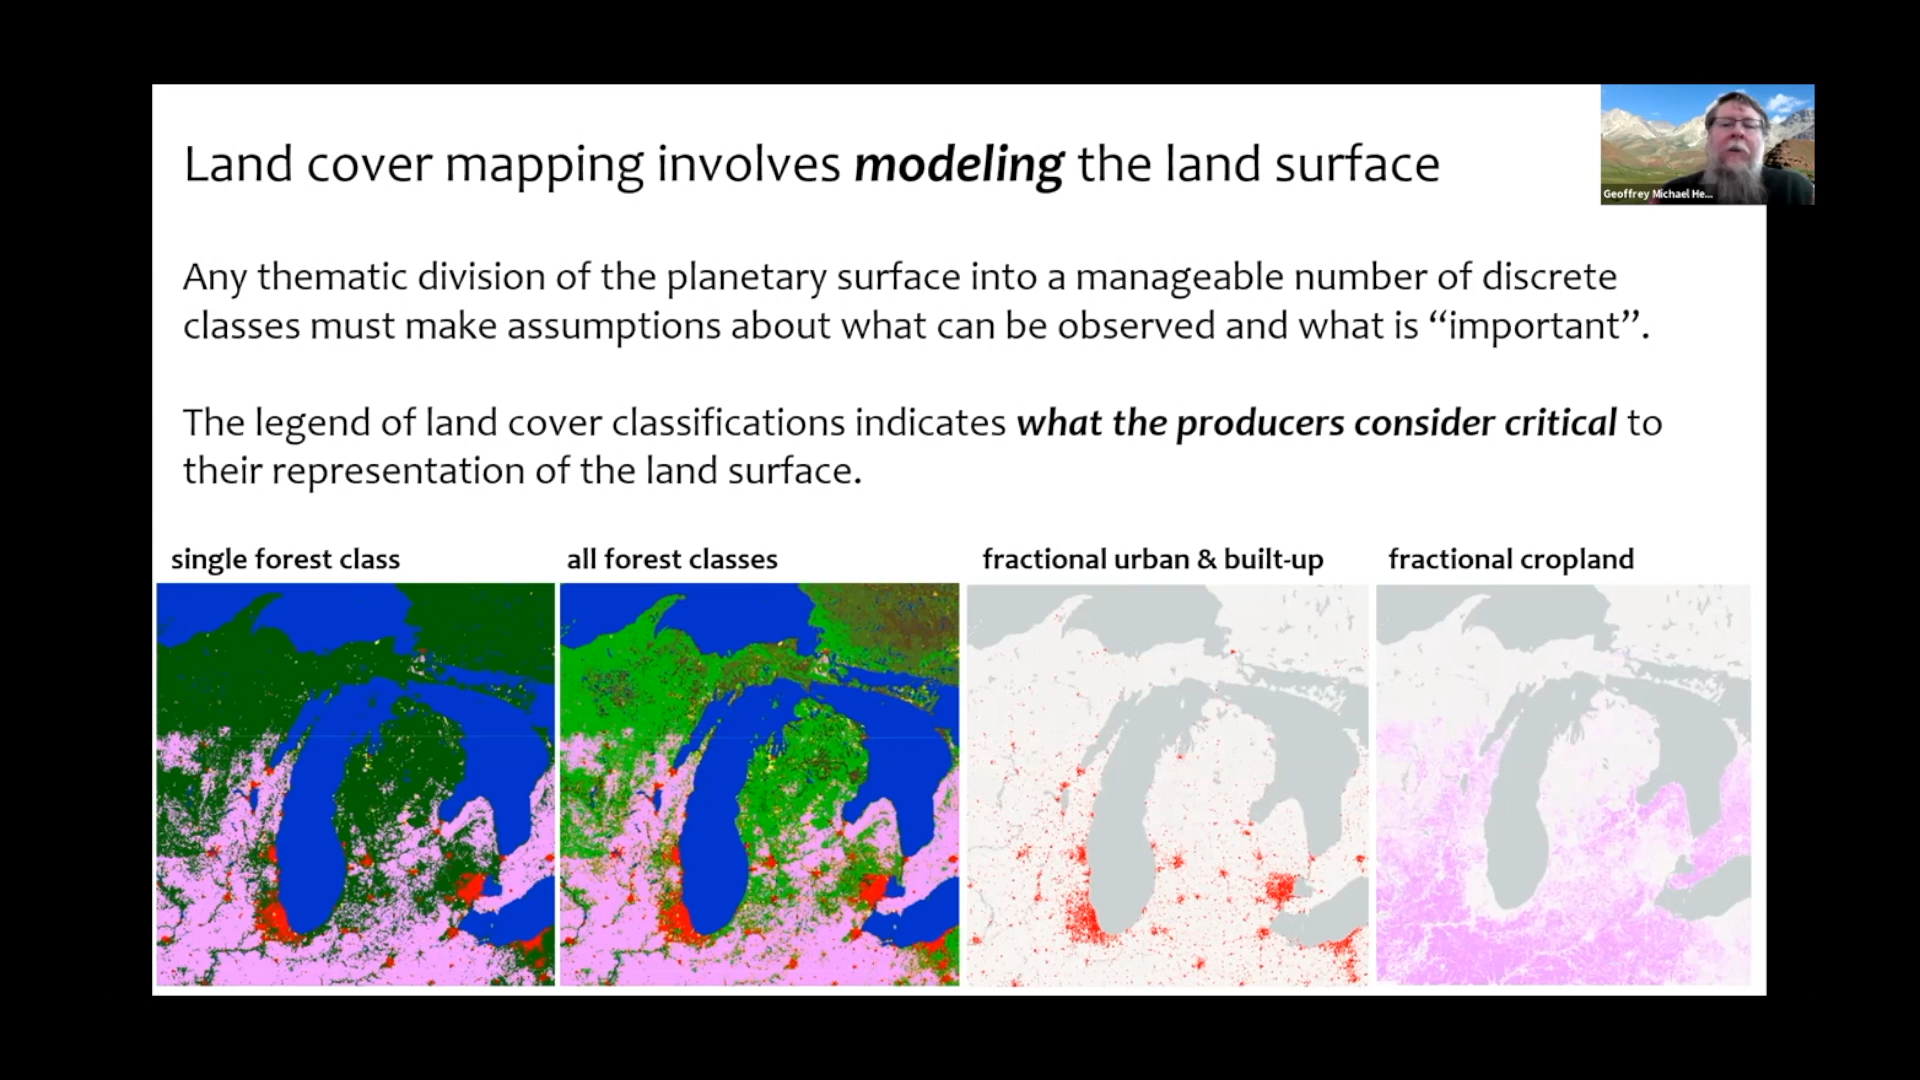 Land cover mapping involves modeling the land surface
Geoffrey Michael He...
Any thematic division of the planetary surface into a manageable number of discrete
classes must make assumptions about what can be observed and what is “important”.
The legend of land cover classifications indicates what the producers consider critical to
their representation of the land surface.
single forest class
all forest classes
fractional urban & built-up
fractional cropland